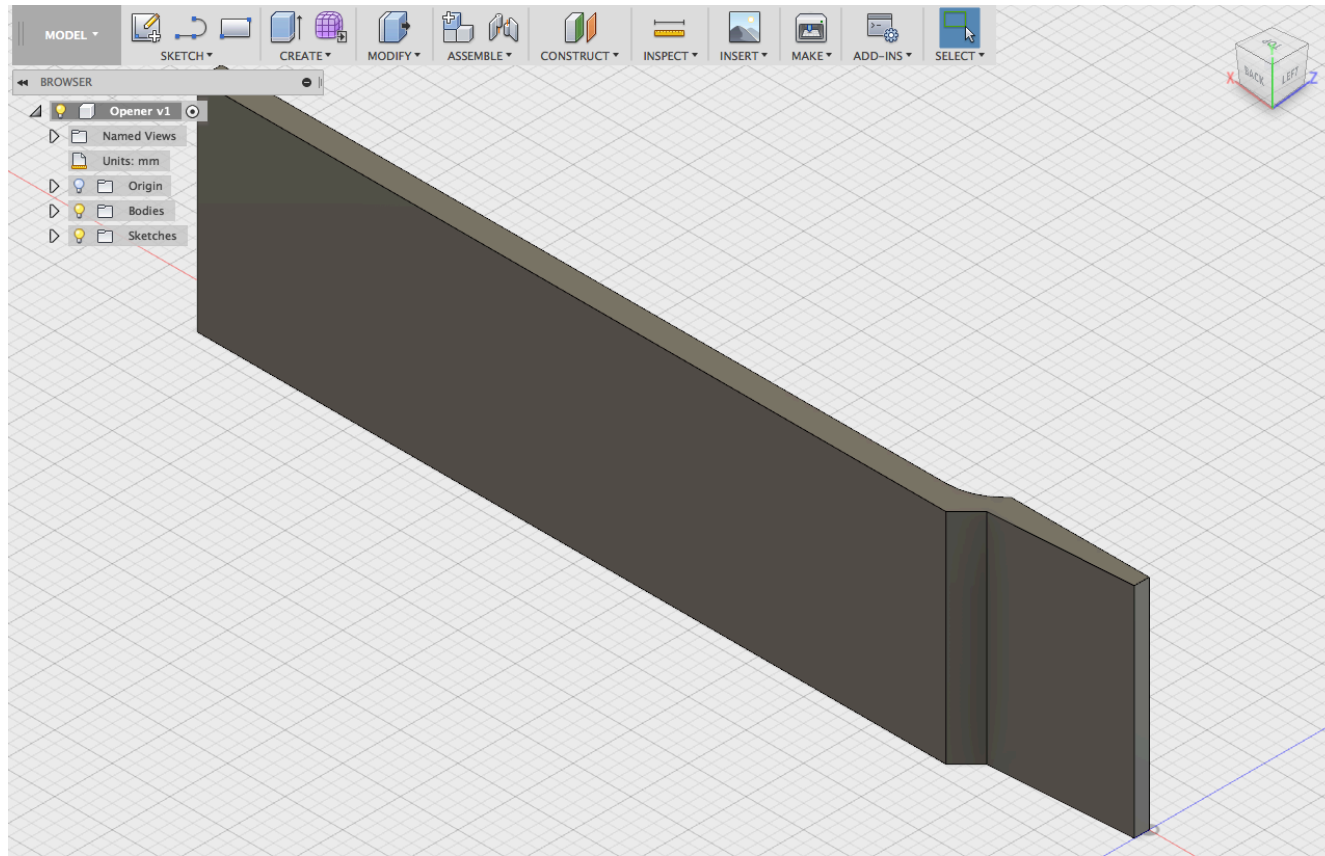 MODEL
SKETCH CREATE MODIFY ASSEMBLE CONSTRUCT INSPECT INSERT MAKE ADD-INS SELECT
BROWSER
Opener v1
Named Views
Units: mm
Origin
Bodies
Sketches
X BACK LEFT Z